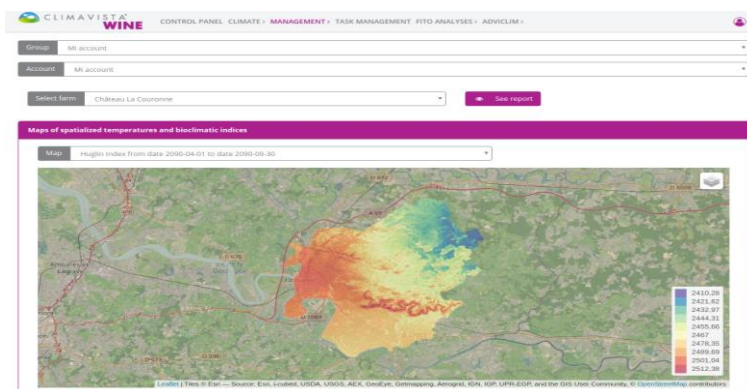 CLIMAVISTA
WINE
CONTROL PANEL CLIMATE› MANAGEMENT› TASK MANAGEMENT FITO ANALYSES› ADVICLIM›
Group Mi account
Account Mi account
Select farm Château La Couronne See report
Maps of spatialized temperatures and bioclimatic indices
Map Huglin Index from date 2090-04-01 to date 2090-09-30
2410,28
2421,62
2432,97
2444,31
2455,66
2467
2478,35
2489,69
2501,04
2512,38
Leaflet | Tiles © Esri — Source: Esri, i-cubed, USDA, USGS, AEX, GeoEye, Getmapping, Aerogrid, IGN, IGP, UPR-EGP, and the GIS User Community, © OpenStreetMap contributors